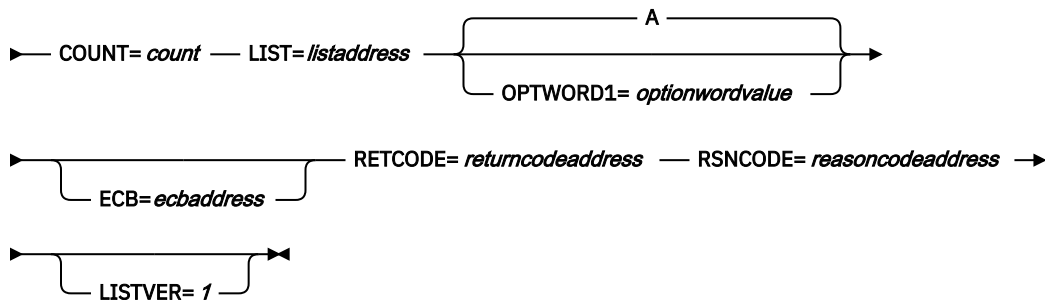 A
COUNT= count LIST= listaddress
OPTWORD1= optionwordvalue
RETCODE= returncodeaddress RSNCODE= reasoncodeaddress
ECB= ecbaddress
LISTVER= 1